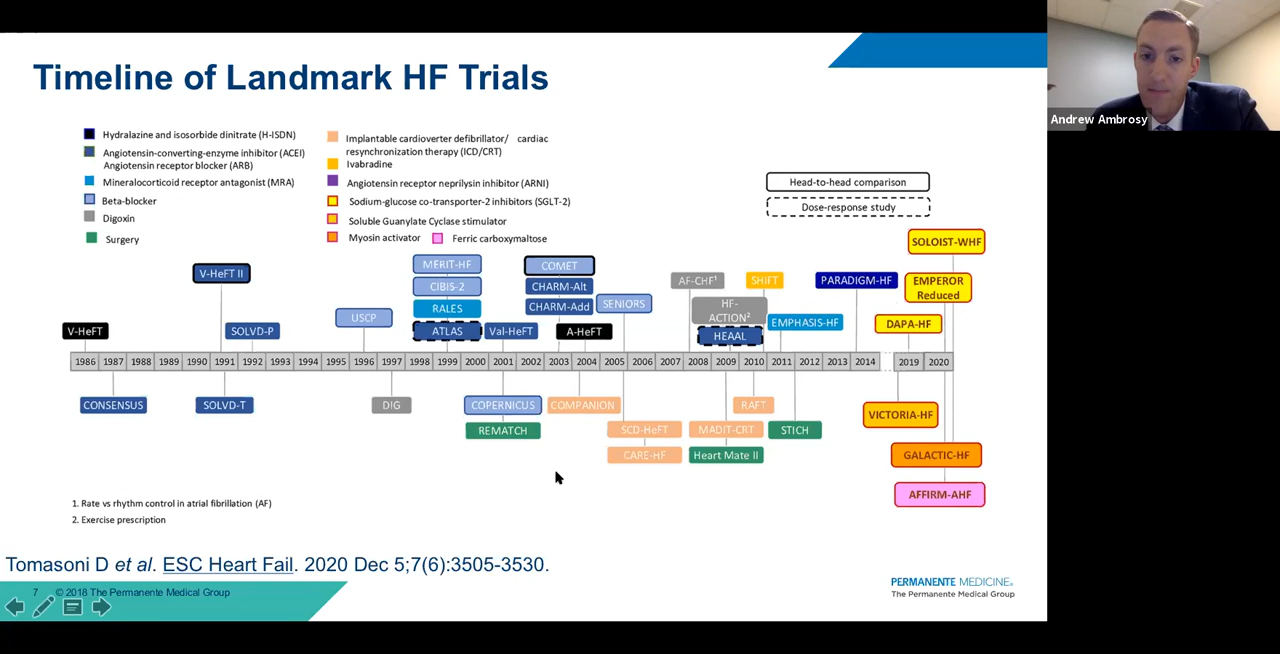 Timeline of Landmark HF Trials
Andrew Ambrosy
Hydralazine and isosorbide dinitrate (H-ISDN)
Angiotensin-converting-enzyme inhibitor (ACEI)
Angiotensin receptor blocker (ARB)
Mineralocorticoid receptor antagonist (MRA)
Beta-blocker
Digoxin
Surgery
Implantable cardioverter defibrillator/ cardiac
resynchronization therapy (ICD/CRT)
Ivabradine
Angiotensin receptor neprilysin inhibitor (ARNI)
Sodium-glucose co-transporter-2 inhibitors (SGLT-2)
Soluble Guanylate Cyclase stimulator
Myosin activator
Ferric carboxymaltose
Head-to-head comparison
Dose-response study
SOLOIST-WHF
V-HeFT II
MERIT-HF
COMET
AF-CHF¹
SHIFT
PARADIGM-HF
EMPEROR
Reduced
CIBIS-2
CHARM-Alt
USCP
RALES
CHARM-Add
SENIORS
HF-
ACTION²
EMPHASIS-HF
DAPA-HF
V-HeFT
SOLVD-P
ATLAS
Val-HeFT
A-HeFT
HEAAL
1986 1987 1988 1989 1990 1991 1992 1993 1994 1995 1996 1997 1998 1999 2000 2001 2002 2003 2004 2005 2006 2007 2008 2009 2010 2011 2012 2013 2014 2019 2020
CONSENSUS
SOLVD-T
DIG
COPERNICUS
COMPANION
RAFT
VICTORIA-HF
REMATCH
SCD-HeFT
MADIT-CRT
STICH
CARE-HF
Heart Mate II
GALACTIC-HF
AFFIRM-AHF
1. Rate vs rhythm control in atrial fibrillation (AF)
2. Exercise prescription
Tomasoni D et al. ESC Heart Fail. 2020 Dec 5;7(6):3505-3530.
7 © 2018 The Permanente Medical Group
PERMANENTE MEDICINE®
The Permanente Medical Group